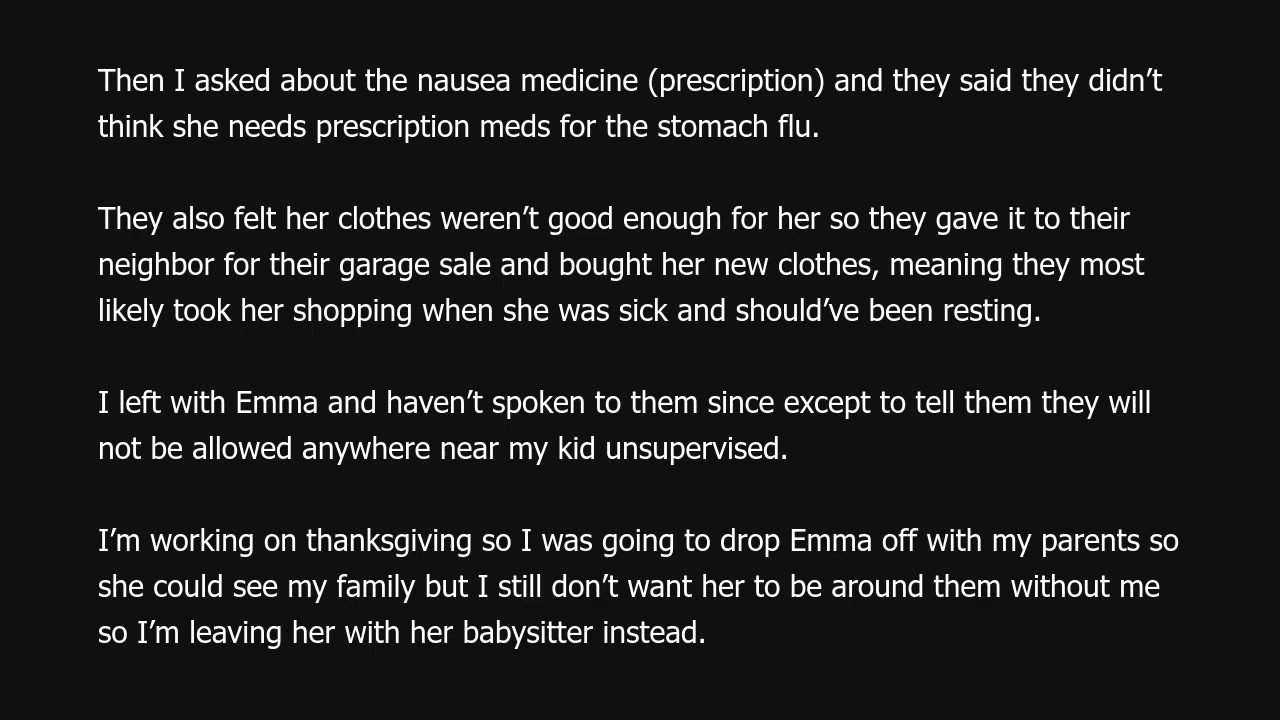 Then I asked about the nausea medicine (prescription) and they said they didn’t
think she needs prescription meds for the stomach flu.
They also felt her clothes weren’t good enough for her so they gave it to their
neighbor for their garage sale and bought her new clothes, meaning they most
likely took her shopping when she was sick and should’ve been resting.
I left with Emma and haven’t spoken to them since except to tell them they will
not be allowed anywhere near my kid unsupervised.
I’m working on thanksgiving so I was going to drop Emma off with my parents so
she could see my family but I still don’t want her to be around them without me
so I’m leaving her with her babysitter instead.